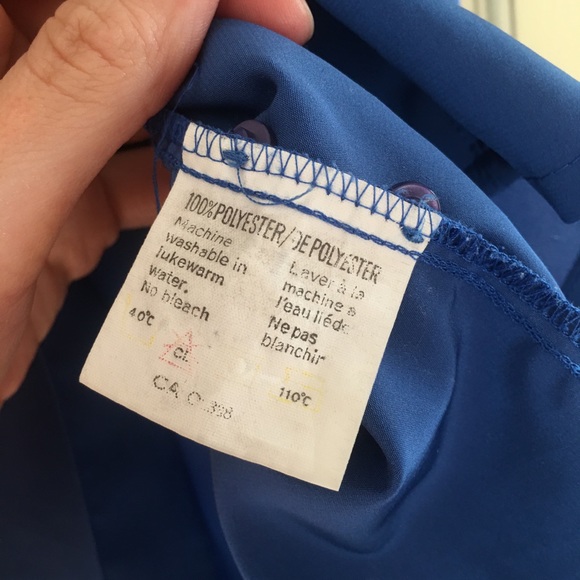 100% POLYESTER/DE POLYESTER
Machine
washable in
lukewarm
water.
No bleach
Laver à la
machine à
l'eau
Ne pas
blanchir
40°C
CL
110°C
CA